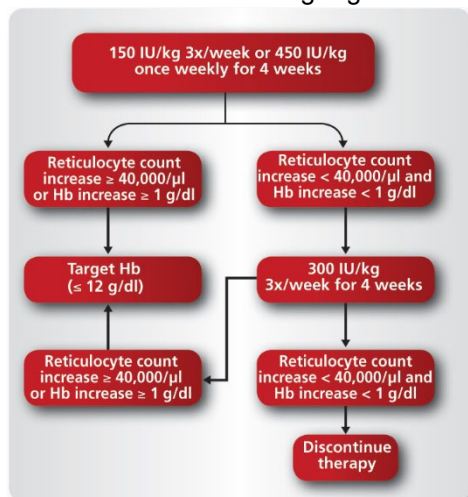 150 IU/kg 3x/week or 450 IU/kg
once weekly for 4 weeks
Reticulocyte count
increase ≥ 40,000/µl
or Hb increase ≥ 1 g/dl
Reticulocyte count
increase < 40,000/µl and
Hb increase < 1 g/dl
Target Hb
(≤ 12 g/dl)
300 IU/kg
3x/week for 4 weeks
Reticulocyte count
increase ≥ 40,000/µl
or Hb increase ≥ 1 g/dl
Reticulocyte count
increase < 40,000/µl and
Hb increase < 1 g/dl
Discontinue
therapy